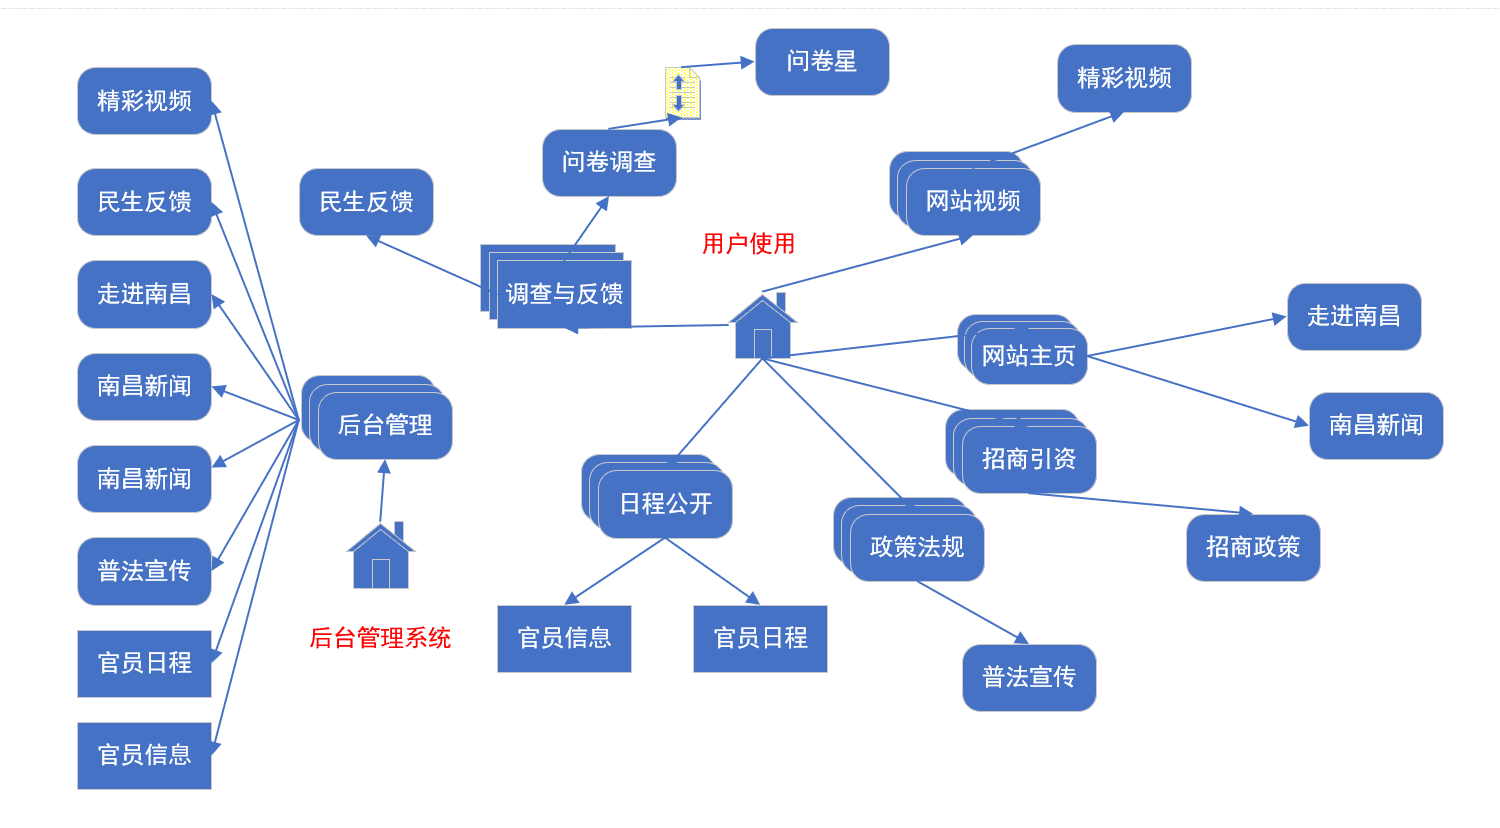 问卷星
精彩视频
精彩视频
问卷调查
民生反馈
民生反馈
网站视频
用户使用
走进南昌
调查与反馈
走进南昌
网站主页
南昌新闻
后台管理
南昌新闻
招商引资
南昌新闻
日程公开
政策法规
招商政策
普法宣传
后台管理系统
官员信息
官员日程
官员日程
普法宣传
官员信息